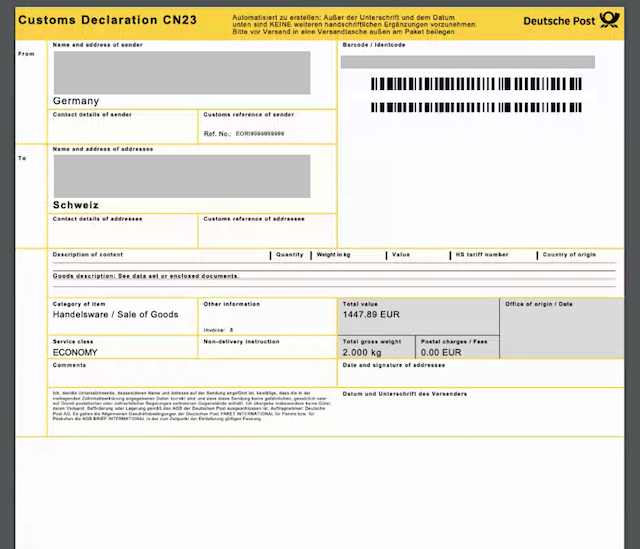 Customs Declaration CN23
Automatisiert zu erstellen: Außer der Unterschrift und dem Datum
unten sind KEINE weiteren handschriftlichen Ergänzungen vorzunehmen.
Bitte vor Versand in eine Versandtasche außen am Paket beilegen.
Deutsche Post
From
Name and address of sender
Barcode / Identcode
Germany
Contact details of sender
Customs reference of sender
Ref. No.: EORI9999999999
To
Name and address of addressee
Schweiz
Contact details of addresses
Customs reference of addresses
Description of content
Quantity
Weight in kg
Value
HS tariff number
Country of origin
Goods description: See data set or enclosed documents.
Category of item
Handelsware / Sale of Goods
Other information
Invoice: 8
Total value
1447.89 EUR
Office of origin / Date
Service class
ECONOMY
Non-delivery instruction
Total gross weight
2.000 kg
Postal charges / Fees
0.00 EUR
Comments
Date and signature of addressee
Ich, der/die Unterzeichnende, dessen/deren Name und Adresse auf der Sendung angeführt ist, bestätige, dass die in der
vorliegenden Zollinhaltserklärung angegebenen Daten korrekt sind und dass diese Sendung keine gefährlichen, gesetzlich oder
auf Grund postalischer oder zollrechtlicher Regelungen verbotenen Gegenstände enthält. Ich übergebe insbesondere keine Güter,
deren Versand, Beförderung oder Lagerung gemäß den AGB der Deutschen Post ausgeschlossen ist. Auftragnehmer: Deutsche
Post AG. Es gelten die Allgemeinen Geschäftsbedingungen der Deutschen Post PAKET INTERNATIONAL für Pakete bzw. für
Päckchen die AGB BRIEF INTERNATIONAL in der zum Zeitpunkt der Einlieferung gültigen Fassung.
Datum und Unterschrift des Versenders